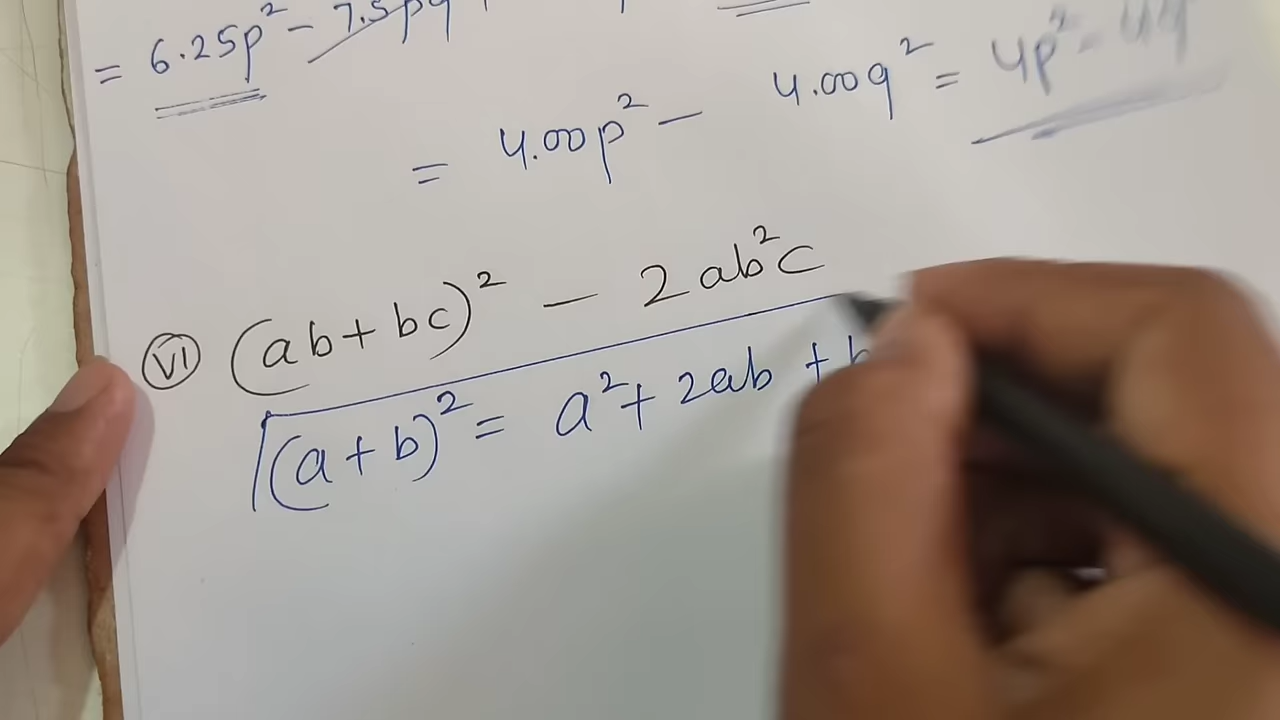 = 6.25p² - 7.5pq
= 4.00p² - 4.00q² = 4p² - 4q
(VI) (ab + bc)² - 2ab²c
(a + b)² = a² + 2ab + b